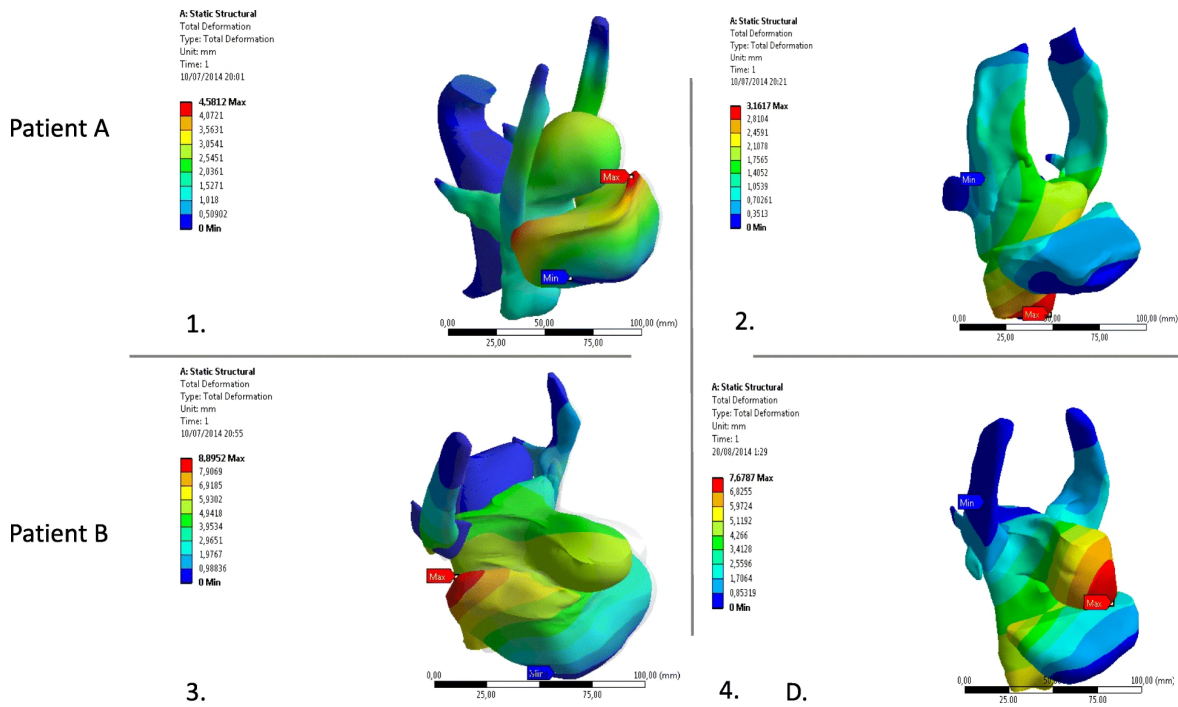 Patient A
A: Static Structural
Total Deformation
Type: Total Deformation
Unit: mm
Time: 1
10/07/2014 20:01
4,5812 Max
4,0721
3,5631
3,0541
2,5451
2,0361
1,5271
1,018
0,50902
0 Min
Max
Min
0,00 50,00 100,00 (mm)
25,00 75,00
1.
A: Static Structural
Total Deformation
Type: Total Deformation
Unit: mm
Time: 1
10/07/2014 20:21
3,1617 Max
2,8104
2,4591
2,1078
1,7565
1,4052
1,0539
0,70261
0,3513
0 Min
Min
Max
0,00 50,00 100,00 (mm)
25,00 75,00
2.
Patient B
A: Static Structural
Total Deformation
Type: Total Deformation
Unit: mm
Time: 1
10/07/2014 20:55
8,8952 Max
7,9069
6,9185
5,9302
4,9418
3,9534
2,9651
1,9767
0,98836
0 Min
Max
Min
0,00 50,00 100,00 (mm)
25,00 75,00
3.
A: Static Structural
Total Deformation
Type: Total Deformation
Unit: mm
Time: 1
20/08/2014 1:29
7,6787 Max
6,8255
5,9724
5,1192
4,266
3,4128
2,5596
1,7064
0,85319
0 Min
Min
Max
0,00 100,00 (mm)
25,00 75,00
4. D.